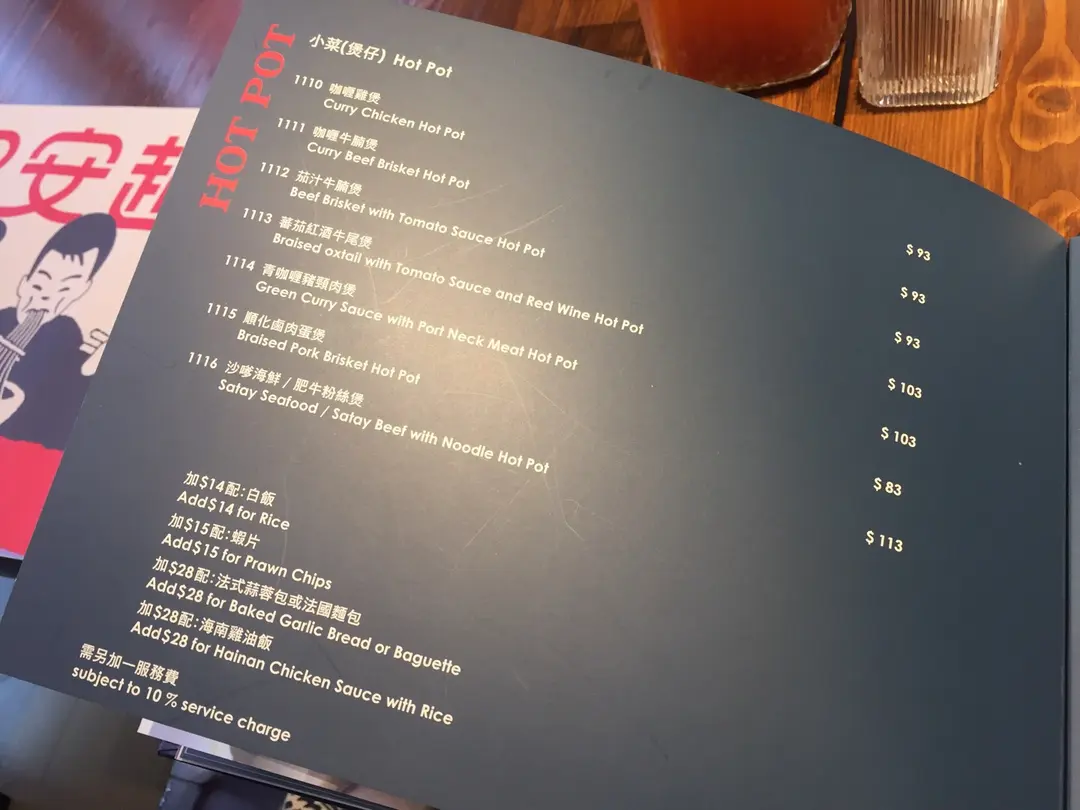 HOT POT
小菜(煲仔) Hot Pot
1110 咖喱雞煲 $ 93
Curry Chicken Hot Pot
1111 咖喱牛腩煲 $ 93
Curry Beef Brisket Hot Pot
1112 茄汁牛腩煲 $ 93
Beef Brisket with Tomato Sauce Hot Pot
1113 蕃茄紅酒牛尾煲 $ 103
Braised oxtail with Tomato Sauce and Red Wine Hot Pot
1114 青咖喱豬頸肉煲 $ 103
Green Curry Sauce with Port Neck Meat Hot Pot
1115 順化鹵肉蛋煲 $ 83
Braised Pork Brisket Hot Pot
1116 沙嗲海鮮 / 肥牛粉絲煲 $ 113
Satay Seafood / Satay Beef with Noodle Hot Pot
加$14配：白飯
Add$14 for Rice
加$15配：蝦片
Add$15 for Prawn Chips
加$28配：法式蒜蓉包或法國麵包
Add$28 for Baked Garlic Bread or Baguette
加$28配：海南雞油飯
Add$28 for Hainan Chicken Sauce with Rice
需另加一服務費
subject to 10 % service charge
安